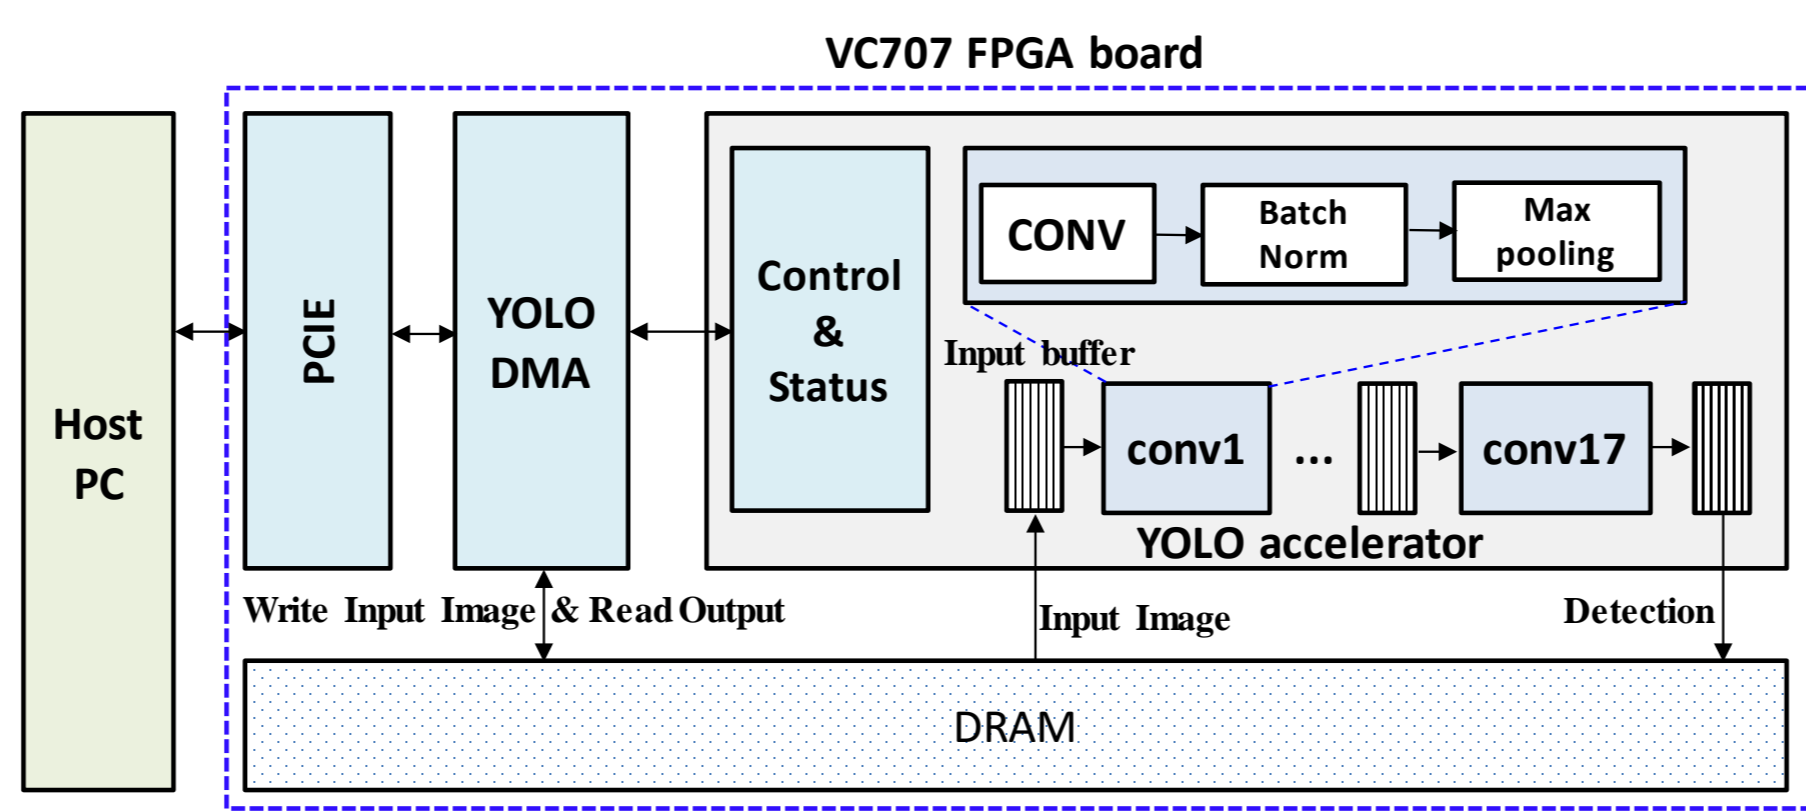 VC707 FPGA board
Host
PC
PCIE
YOLO
DMA
Control
&
Status
CONV
Batch
Norm
Max
pooling
Input buffer
conv1
...
conv17
YOLO accelerator
Write Input Image & Read Output
Input Image
Detection
DRAM